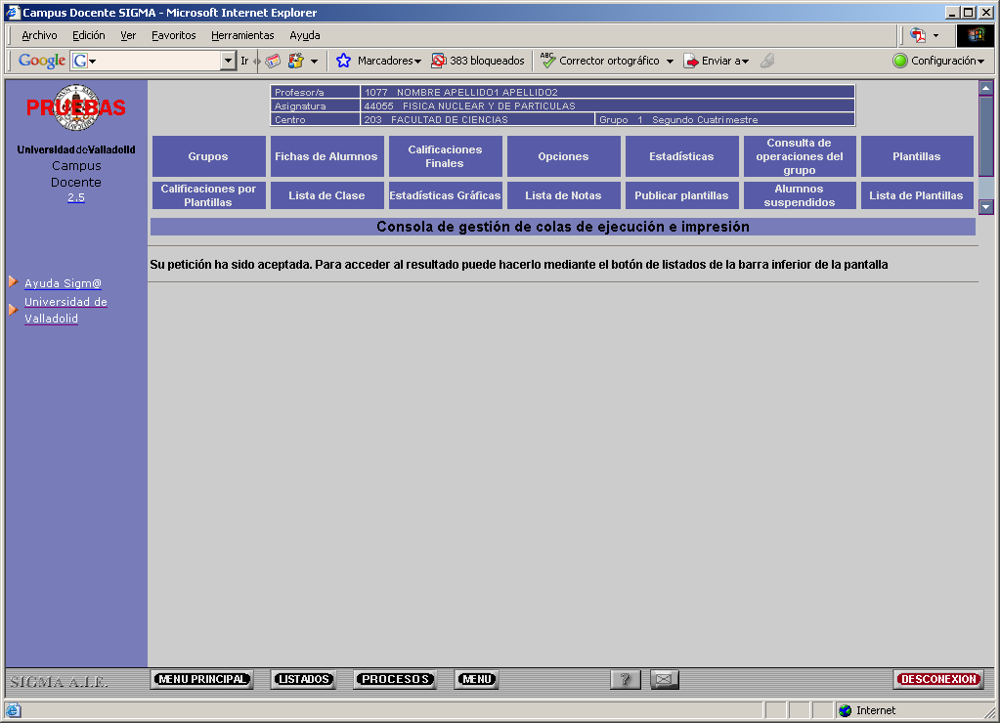 Campus Docente SIGMA - Microsoft Internet Explorer
Archivo Edición Ver Favoritos Herramientas Ayuda
Google G Ir Marcadores 383 bloqueados ABC Corrector ortográfico Enviar a Configuración
PRUEBAS
Universidad de Valladolid
Campus
Docente
2.5
Ayuda Sigm@
Universidad de
Valladolid
Profesor/a 1077 NOMBRE APELLIDO1 APELLIDO2
Asignatura 44055 FISICA NUCLEAR Y DE PARTICULAS
Centro 203 FACULTAD DE CIENCIAS Grupo 1 Segundo Cuatrimestre
Grupos
Fichas de Alumnos
Calificaciones
Finales
Opciones
Estadísticas
Consulta de
operaciones del
grupo
Plantillas
Calificaciones por
Plantillas
Lista de Clase
Estadísticas Gráficas
Lista de Notas
Publicar plantillas
Alumnos
suspendidos
Lista de Plantillas
Consola de gestión de colas de ejecución e impresión
Su petición ha sido aceptada. Para acceder al resultado puede hacerlo mediante el botón de listados de la barra inferior de la pantalla
SIGMA A.I.E. MENU PRINCIPAL LISTADOS PROCESOS MENU ? DESCONEXION
Internet